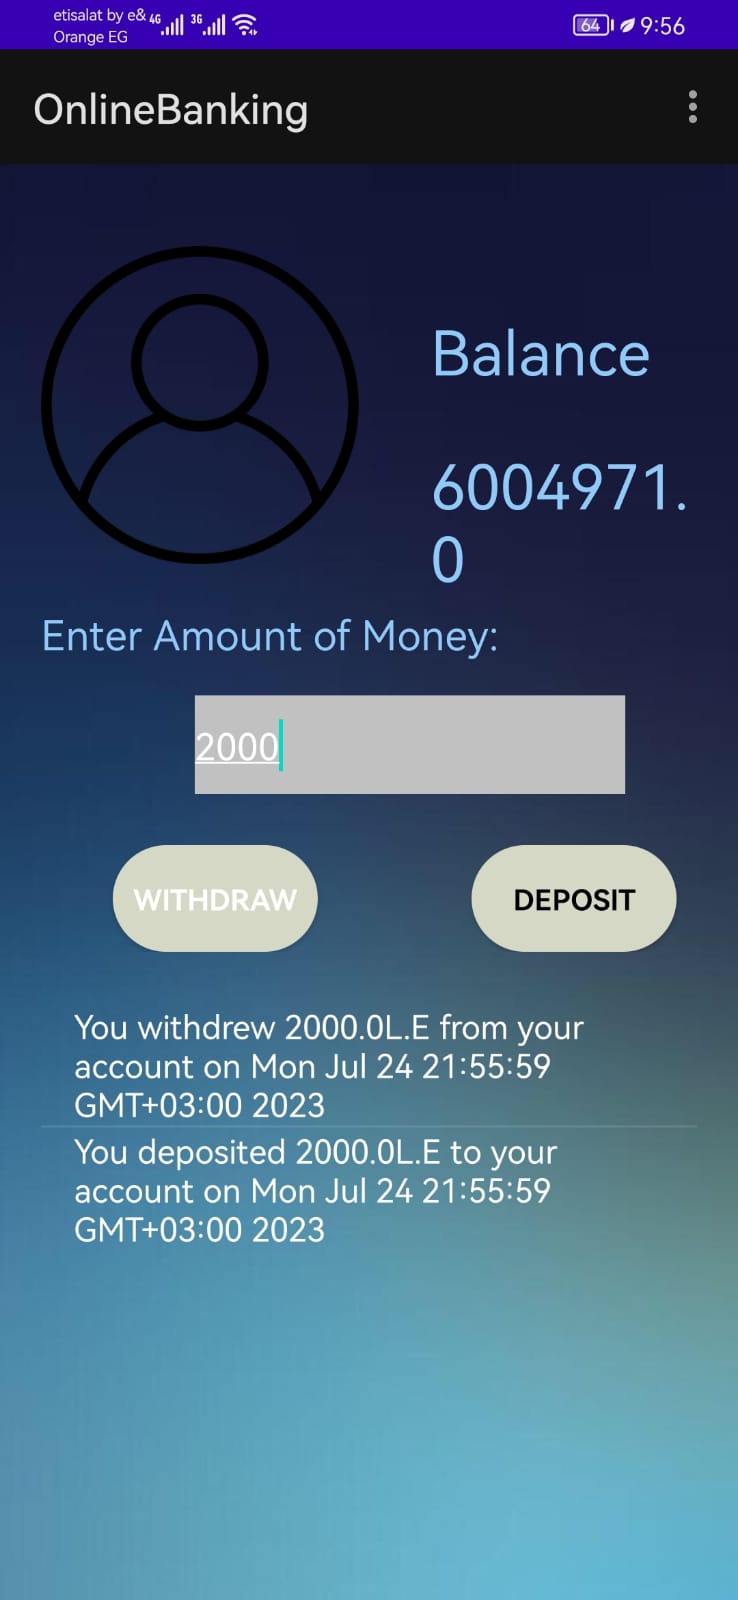 etisalat by e& 4G 3G
Orange EG
64 9:56
OnlineBanking
Balance
6004971.
0
Enter Amount of Money:
2000
WITHDRAW
DEPOSIT
You withdrew 2000.0L.E from your
account on Mon Jul 24 21:55:59
GMT+03:00 2023
You deposited 2000.0L.E to your
account on Mon Jul 24 21:55:59
GMT+03:00 2023